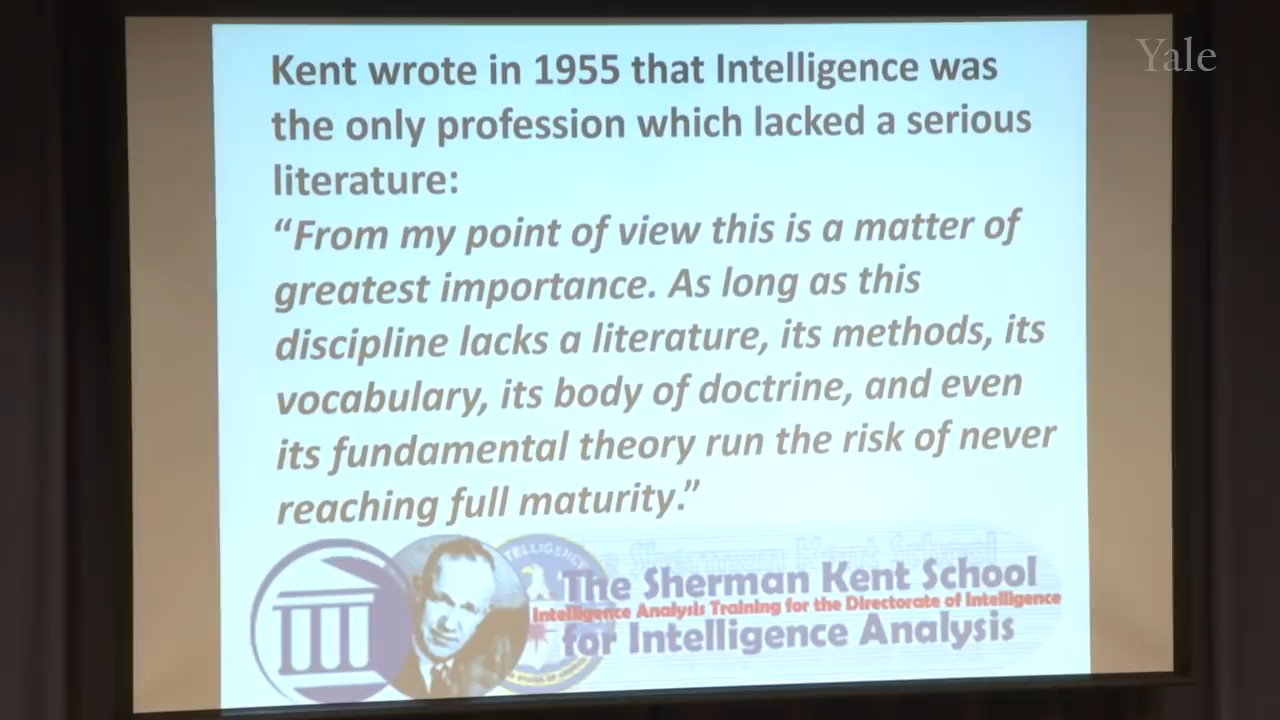 Yale
Kent wrote in 1955 that Intelligence was
the only profession which lacked a serious
literature:
“From my point of view this is a matter of
greatest importance. As long as this
discipline lacks a literature, its methods, its
vocabulary, its body of doctrine, and even
its fundamental theory run the risk of never
reaching full maturity.”
The Sherman Kent School
Intelligence Analysis Training for the Directorate of Intelligence
for Intelligence Analysis